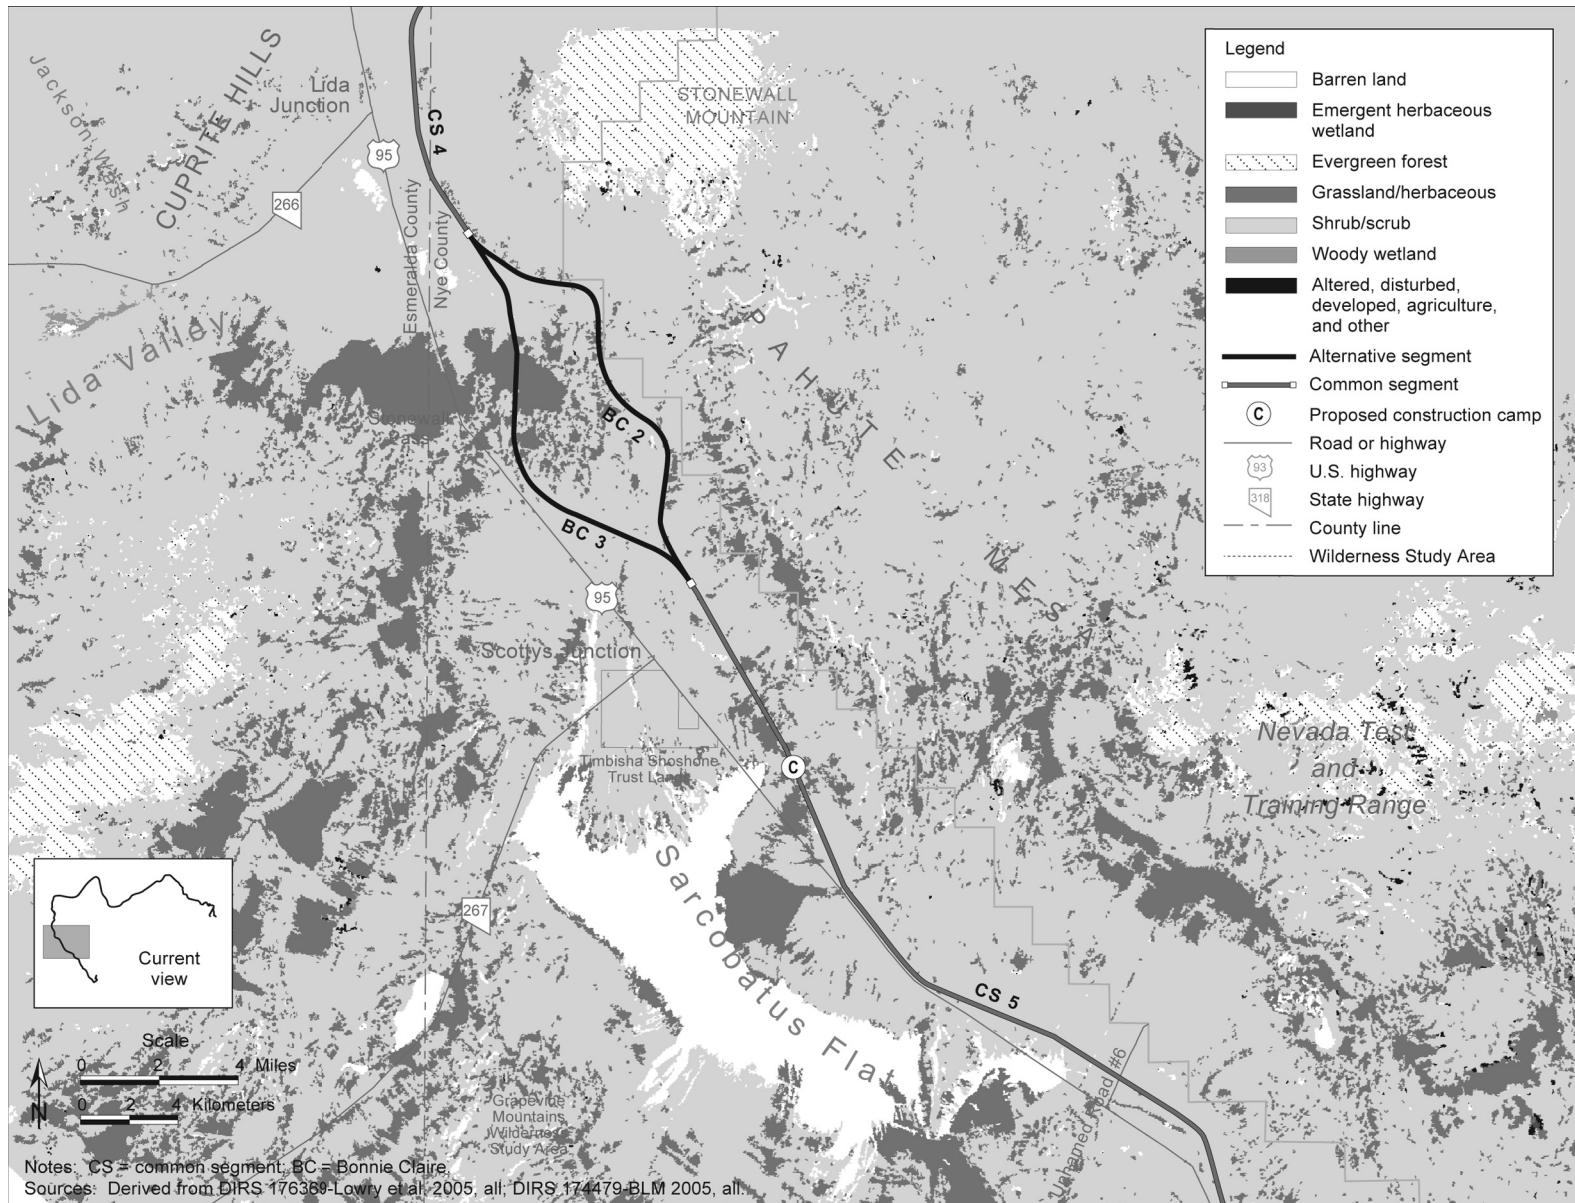 Jackson Wash
CUPRITE HILLS
Lida
Junction
95
266
CS 4
STONEWALL
MOUNTAIN
Esmeralda County
Nye County
Lida Valley
Stonewall
Pass
BC 2
BC 3
PAHUTE
MESA
95
Scottys Junction
Timbisha Shoshone
Trust Land
C
Nevada Test
and
Training Range
Sarcobatus Flat
267
CS 5
Unnamed Road #6
Grapevine
Mountains
Wilderness
Study Area
Legend
Barren land
Emergent herbaceous
wetland
Evergreen forest
Grassland/herbaceous
Shrub/scrub
Woody wetland
Altered, disturbed,
developed, agriculture,
and other
Alternative segment
Common segment
C
Proposed construction camp
Road or highway
93
U.S. highway
318
State highway
County line
Wilderness Study Area
Current
view
Scale
0 2 4 Miles
0 2 4 Kilometers
N
Notes: CS = common segment; BC = Bonnie Claire.
Sources: Derived from DIRS 176369-Lowry et al. 2005, all; DIRS 174479-BLM 2005, all.